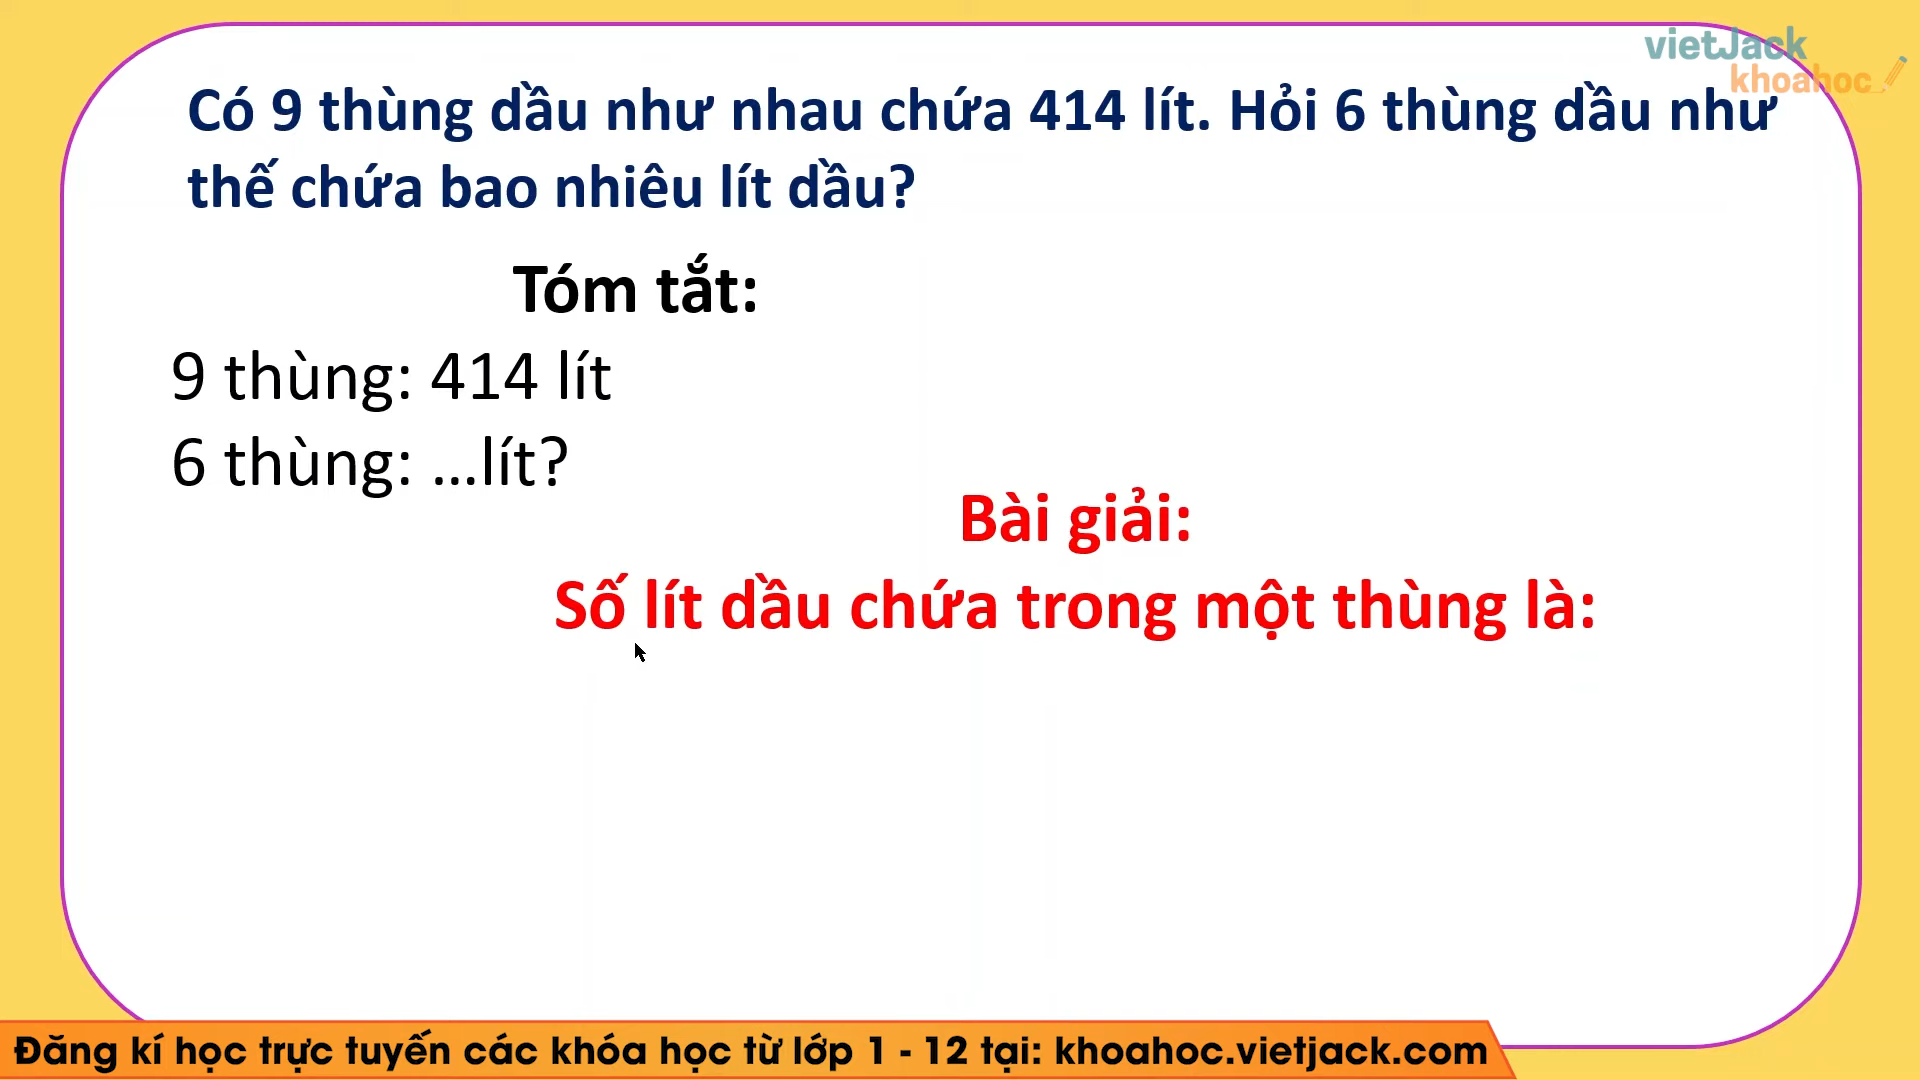 vietJack
khoahoc
Có 9 thùng dầu như nhau chứa 414 lít. Hỏi 6 thùng dầu như
thế chứa bao nhiêu lít dầu?
Tóm tắt:
9 thùng: 414 lít
6 thùng: ...lít?
Bài giải:
Số lít dầu chứa trong một thùng là:
Đăng kí học trực tuyến các khóa học từ lớp 1 - 12 tại: khoahoc.vietjack.com